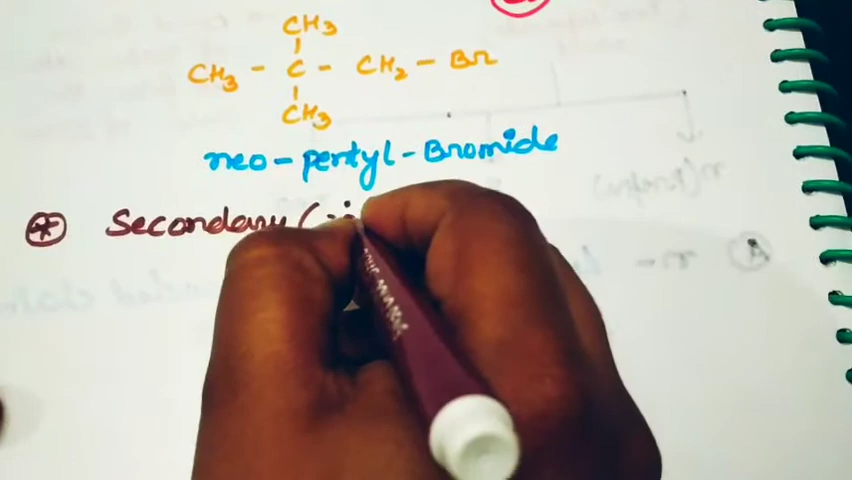 CH3
CH3 - C - CH2 - Br
CH3
neo-pentyl-Bromide
* Secondary (